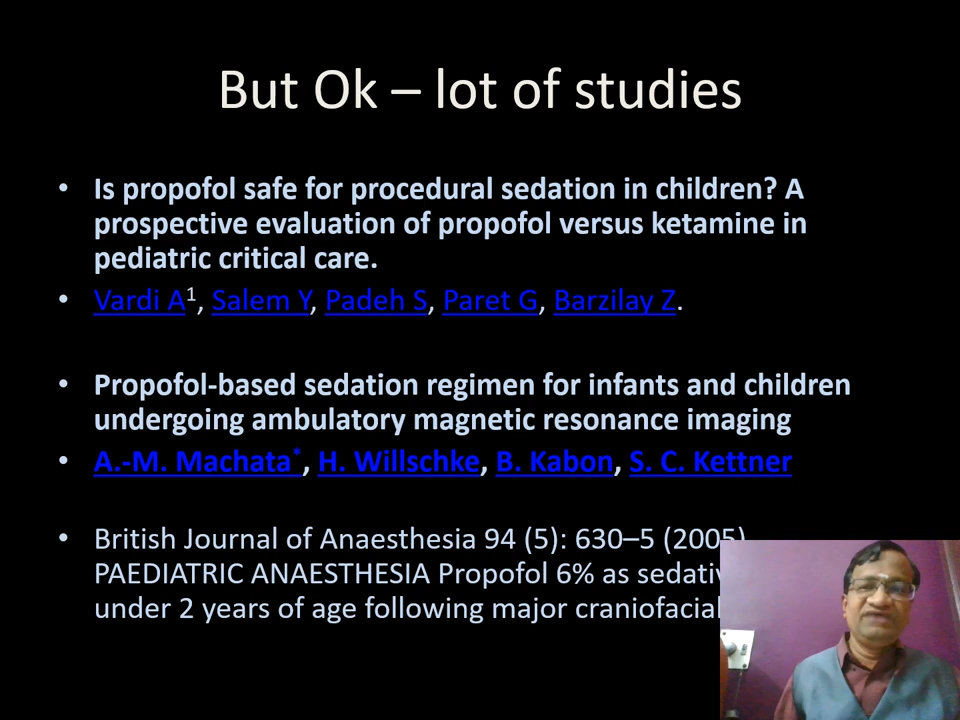 But Ok – lot of studies
• Is propofol safe for procedural sedation in children? A
prospective evaluation of propofol versus ketamine in
pediatric critical care.
• Vardi A1, Salem Y, Padeh S, Paret G, Barzilay Z.
• Propofol-based sedation regimen for infants and children
undergoing ambulatory magnetic resonance imaging
• A.-M. Machata*, H. Willschke, B. Kabon, S. C. Kettner
• British Journal of Anaesthesia 94 (5): 630–5 (2005)
PAEDIATRIC ANAESTHESIA Propofol 6% as
under 2 years of age following major craniofacial